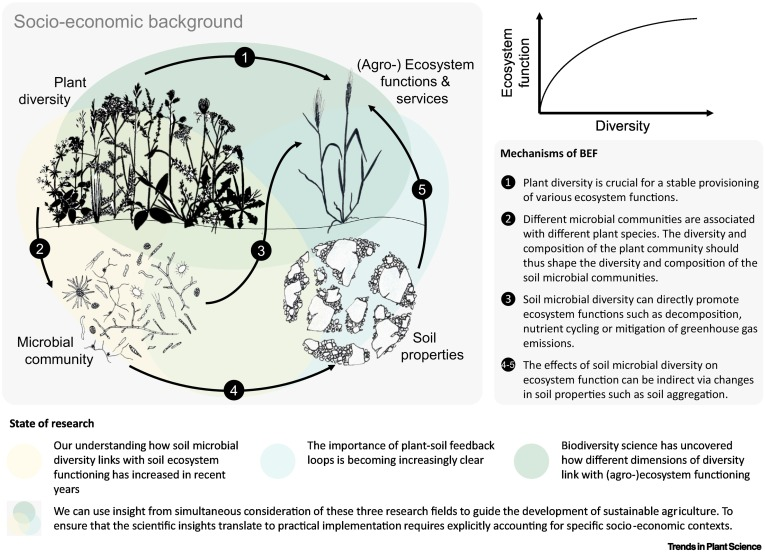 Socio-economic background
1
Plant
diversity
(Agro-) Ecosystem
functions &
services
2
3
5
Microbial
community
Soil
properties
4
Ecosystem
function
Diversity
Mechanisms of BEF
1 Plant diversity is crucial for a stable provisioning
of various ecosystem functions.
2 Different microbial communities are associated
with different plant species. The diversity and
composition of the plant community should
thus shape the diversity and composition of the
soil microbial communities.
3 Soil microbial diversity can directly promote
ecosystem functions such as decomposition,
nutrient cycling or mitigation of greenhouse gas
emissions.
4-5 The effects of soil microbial diversity on
ecosystem function can be indirect via changes
in soil properties such as soil aggregation.
State of research
Our understanding how soil microbial
diversity links with soil ecosystem
functioning has increased in recent
years
The importance of plant-soil feedback
loops is becoming increasingly clear
Biodiversity science has uncovered
how different dimensions of diversity
link with (agro-)ecosystem functioning
We can use insight from simultaneous consideration of these three research fields to guide the development of sustainable agriculture. To
ensure that the scientific insights translate to practical implementation requires explicitly accounting for specific socio-economic contexts.
Trends in Plant Science